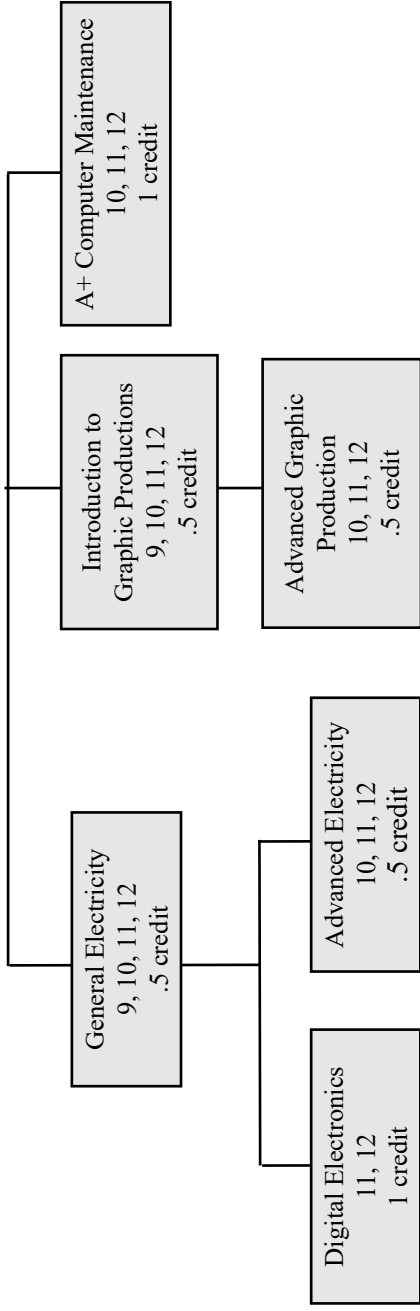 General Electricity
9, 10, 11, 12
.5 credit
Introduction to
Graphic Productions
9, 10, 11, 12
.5 credit
A+ Computer Maintenance
10, 11, 12
1 credit
Digital Electronics
11, 12
1 credit
Advanced Electricity
10, 11, 12
.5 credit
Advanced Graphic
Production
10, 11, 12
.5 credit